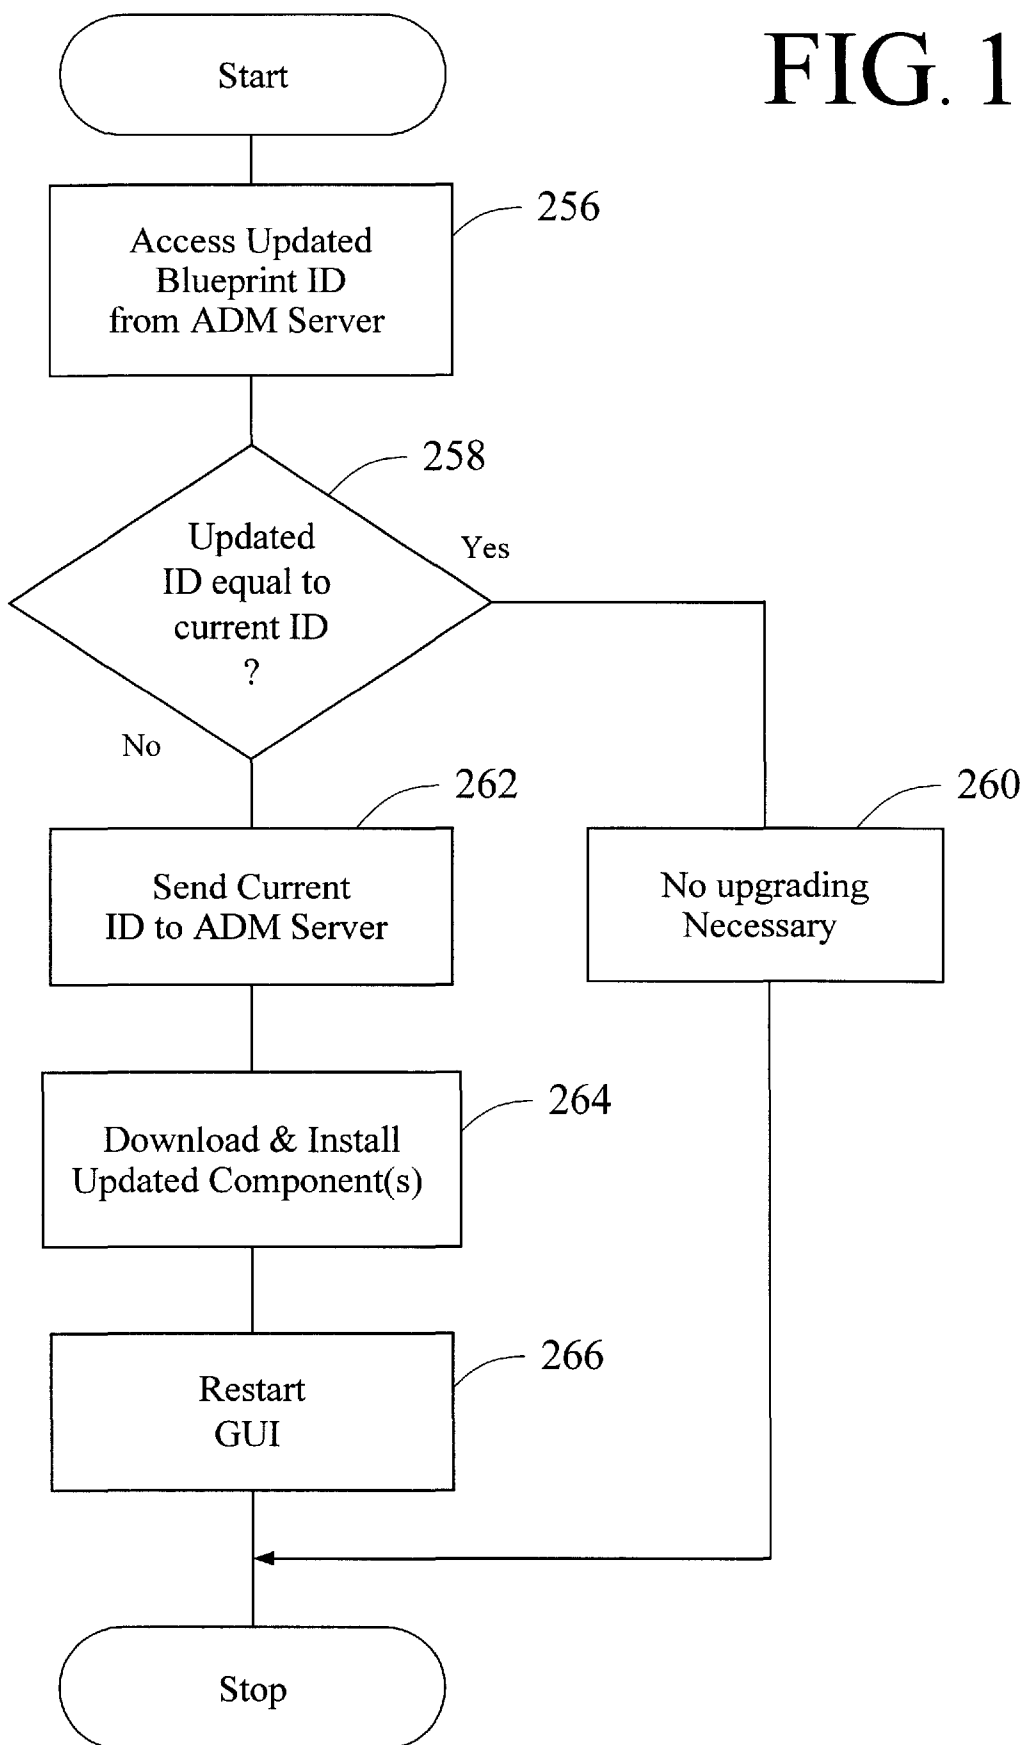 FIG. 1
Start
256
Access Updated
Blueprint ID
from ADM Server
258
Updated
ID equal to
current ID
?
Yes
No
262
Send Current
ID to ADM Server
260
No upgrading
Necessary
264
Download & Install
Updated Component(s)
266
Restart
GUI
Stop